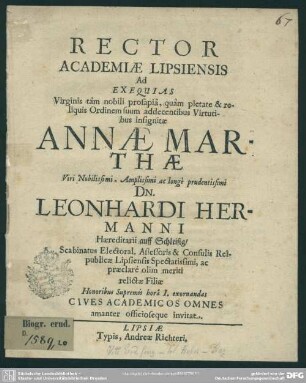 67
RECTOR
ACADEMIÆ LIPSIENSIS
Ad
EXEQUIAS
Virginis tàm nobili prosapiâ, quàm pietate & re-
liquis Ordinem suum addecentibus Virtuti-
bus insignitæ
ANNÆ MAR-
THÆ
Viri Nobilissimi, Amplissimi ac longè prudentissimi
DN.
LEONHARDI HER-
MANNI
Hæreditarii auff Schleißig/
Scabinatus Electoral. Assessoris & Consulis Rei-
publicæ Lipsiensis Spectatissimi, ac
præclarè olim meriti
relictæ Filiæ
Honoribus Supremis horâ I. exornandas
CIVES ACADEMICOS OMNES
amanter officioseque Invitat.
LIPSIÆ
Typis, Andreæ Richteri,
Biogr. erud.